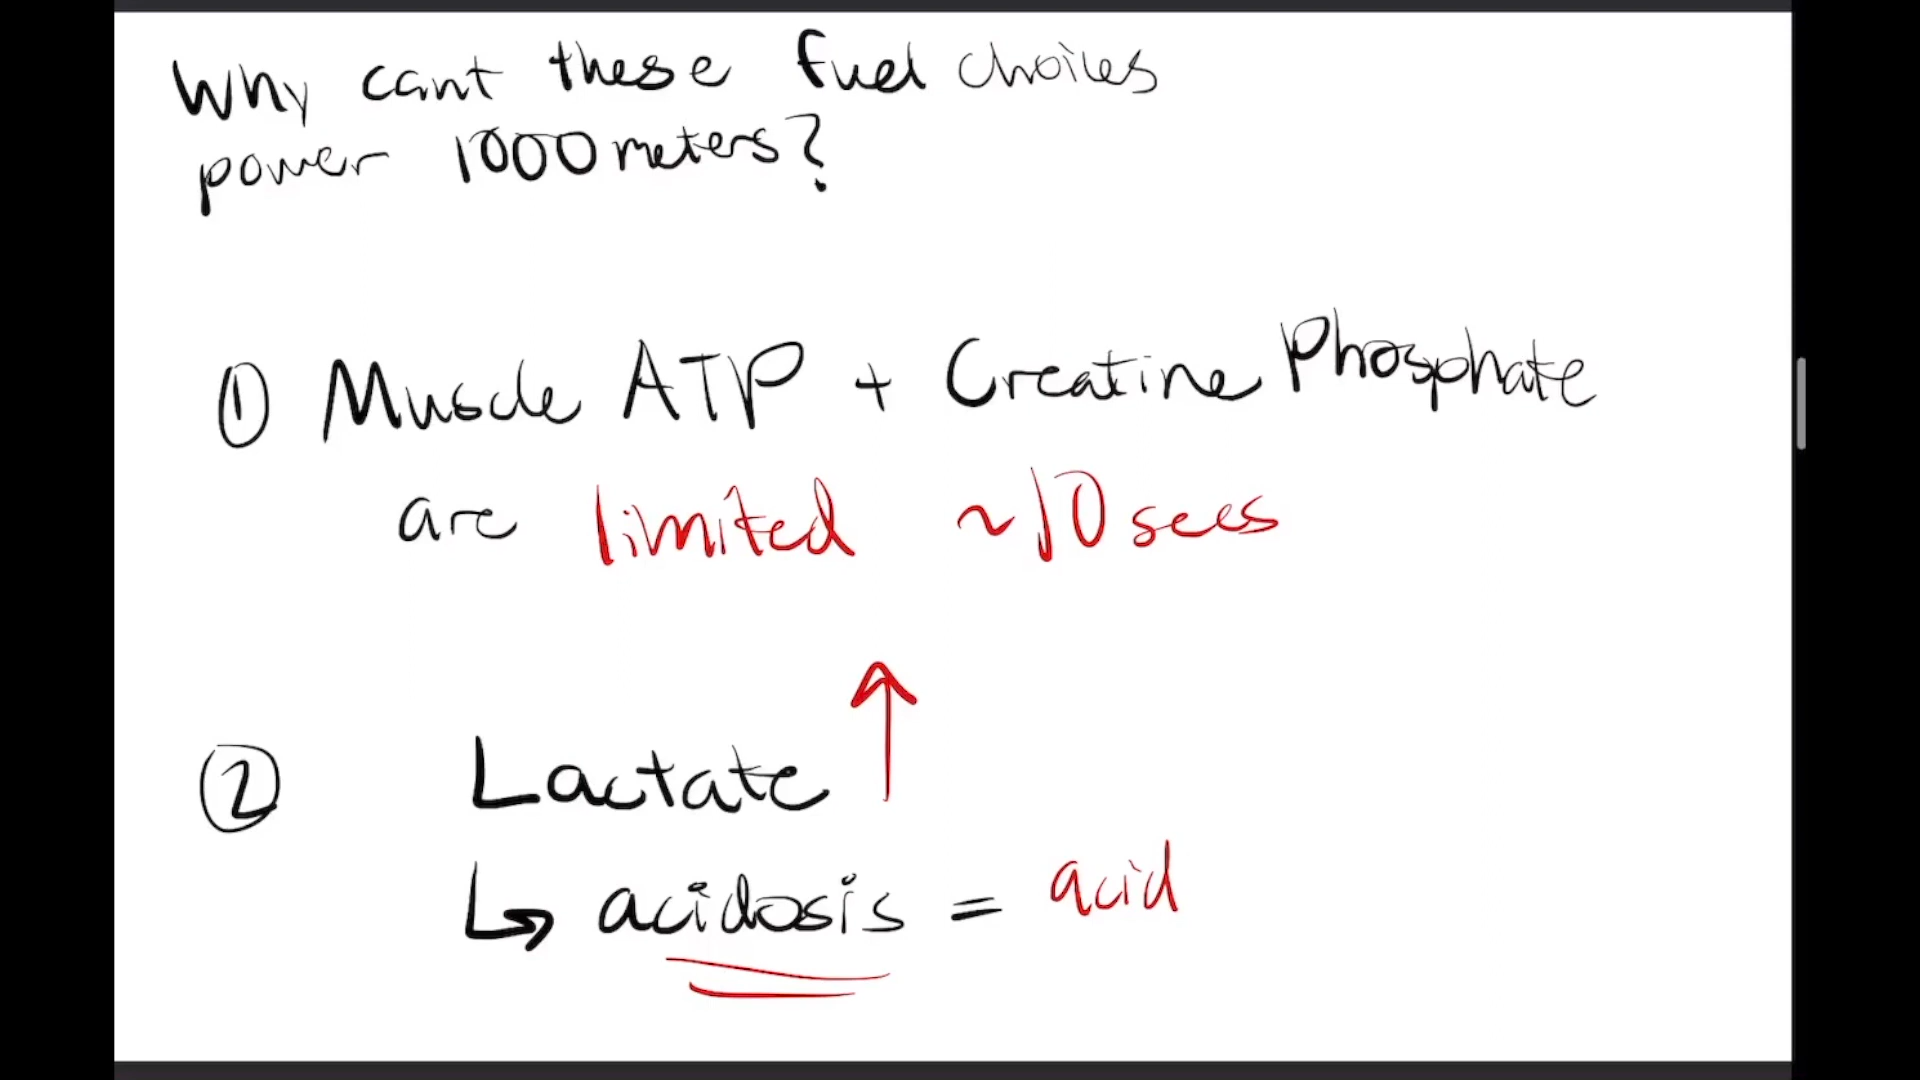 Why cant these fuel choices
power 1000 meters?
① Muscle ATP + Creatine Phosphate
are limited ~10 secs
② Lactate ↑
↳ acidosis = acid